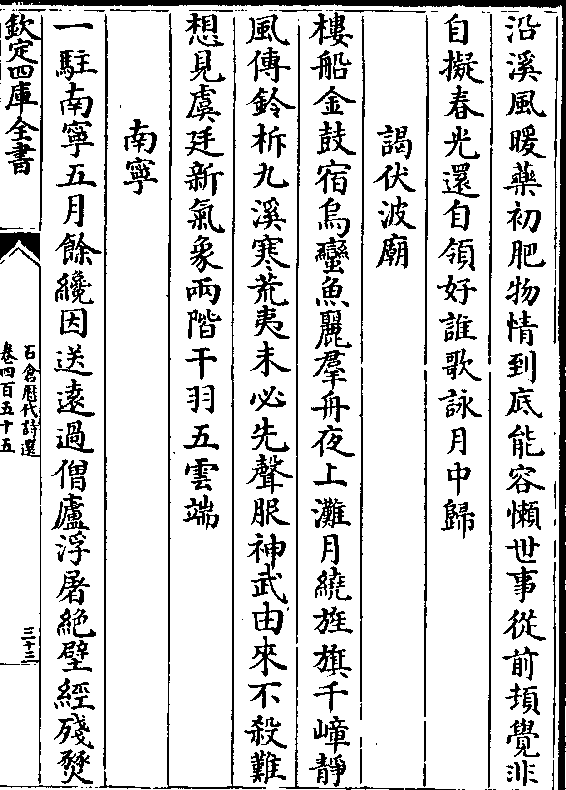 沿溪風暖藥初肥物情到底能容懶世事從前頓覺非
自擬春光還自領好誰歌詠月中歸
謁伏波廟
樓船金鼓宿烏蠻魚麗羣舟夜上灘月繞旌旗千嶂靜
風傳鈴柝九溪寒荒夷未必先聲服神武由來不殺難
想見虞廷新氣象兩階干羽五雲端
南寧
一駐南寧五月餘纔因送遠過僧廬浮屠絶壁經殘燹
欽定四庫全書
石倉歷代詩選
卷四百五十五
三十三